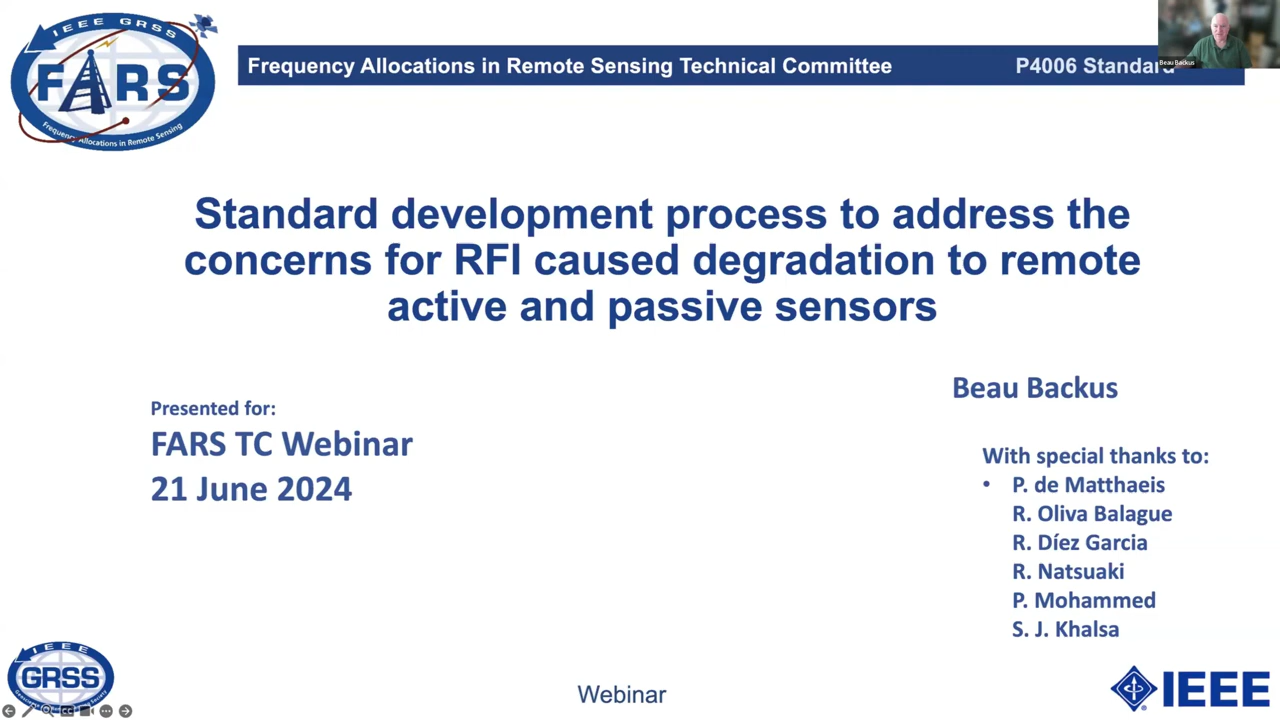 IEEE GRSS
FARS
Frequency Allocations in Remote Sensing
Frequency Allocations in Remote Sensing Technical Committee
P4006 Standard
Beau Backus
Standard development process to address the
concerns for RFI caused degradation to remote
active and passive sensors
Beau Backus
Presented for:
FARS TC Webinar
21 June 2024
With special thanks to:
• P. de Matthaeis
R. Oliva Balague
R. Díez Garcia
R. Natsuaki
P. Mohammed
S. J. Khalsa
IEEE
GRSS
Webinar
IEEE